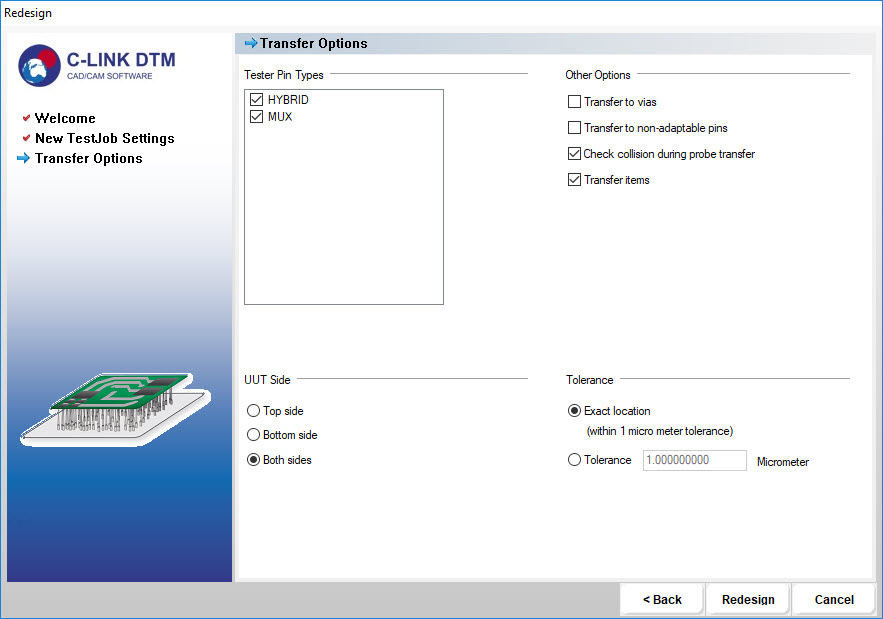 Redesign
C-LINK DTM
CAD/CAM SOFTWARE
Welcome
New TestJob Settings
Transfer Options
Transfer Options
Tester Pin Types
HYBRID
MUX
Other Options
Transfer to vias
Transfer to non-adaptable pins
Check collision during probe transfer
Transfer items
UUT Side
Top side
Bottom side
Both sides
Tolerance
Exact location
(within 1 micro meter tolerance)
Tolerance 1.000000000 Micrometer
< Back Redesign Cancel